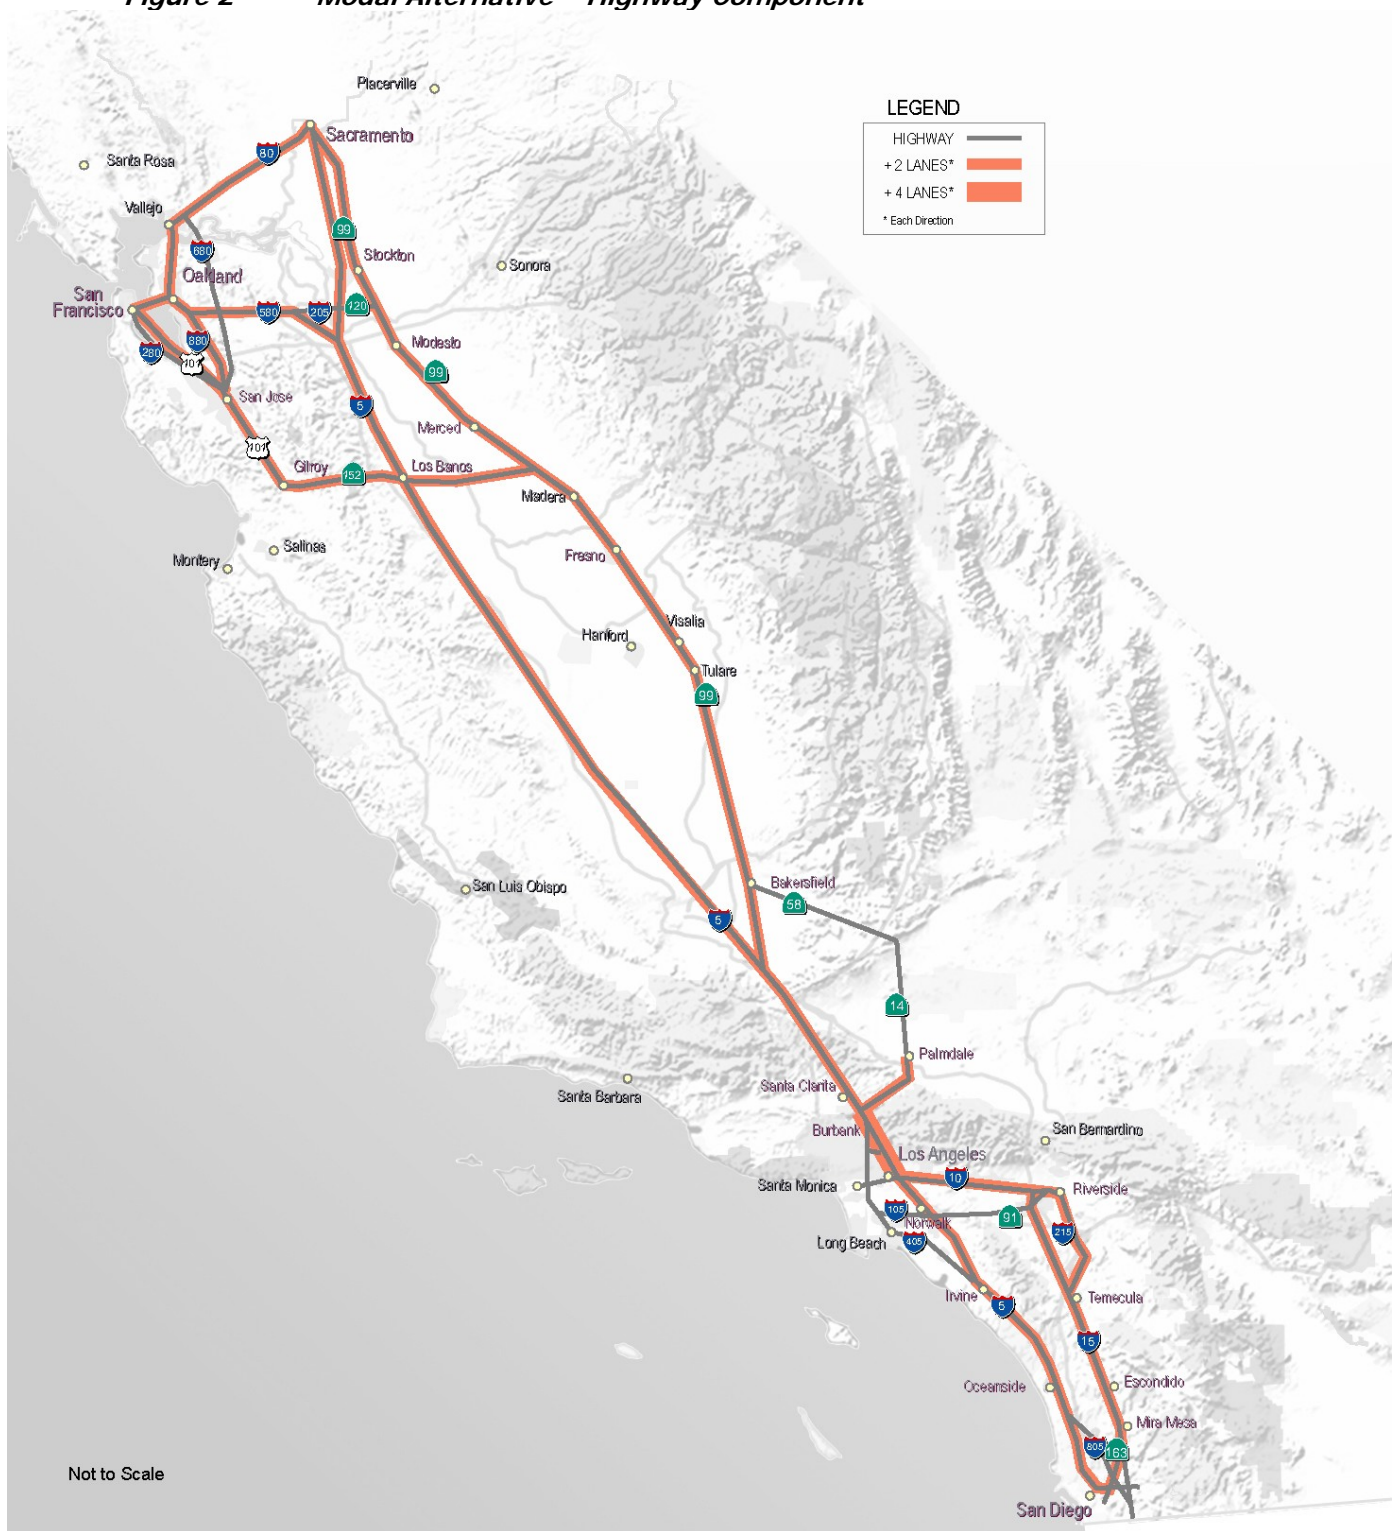 Figure 2 Modal Alternative – Highway Component
Placerville
LEGEND
HIGHWAY
+ 2 LANES*
+ 4 LANES*
* Each Direction
Sacramento
80
Santa Rosa
Vallejo
99
680
Stockton
Sonora
Oakland
San
Francisco
580
205
120
880
280
101
Modesto
99
San Jose
5
Merced
101
Gilroy
152
Los Banos
Madera
Salinas
Montery
Fresno
Visalia
Hanford
Tulare
99
Bakersfield
San Luis Obispo
58
5
14
Palmdale
Santa Clarita
Santa Barbara
Burbank
San Bernardino
Los Angeles
10
Santa Monica
Riverside
105
Norwalk
91
215
Long Beach
405
Irvine
5
Temecula
15
Oceanside
Escondido
Mira Mesa
805
163
Not to Scale
San Diego